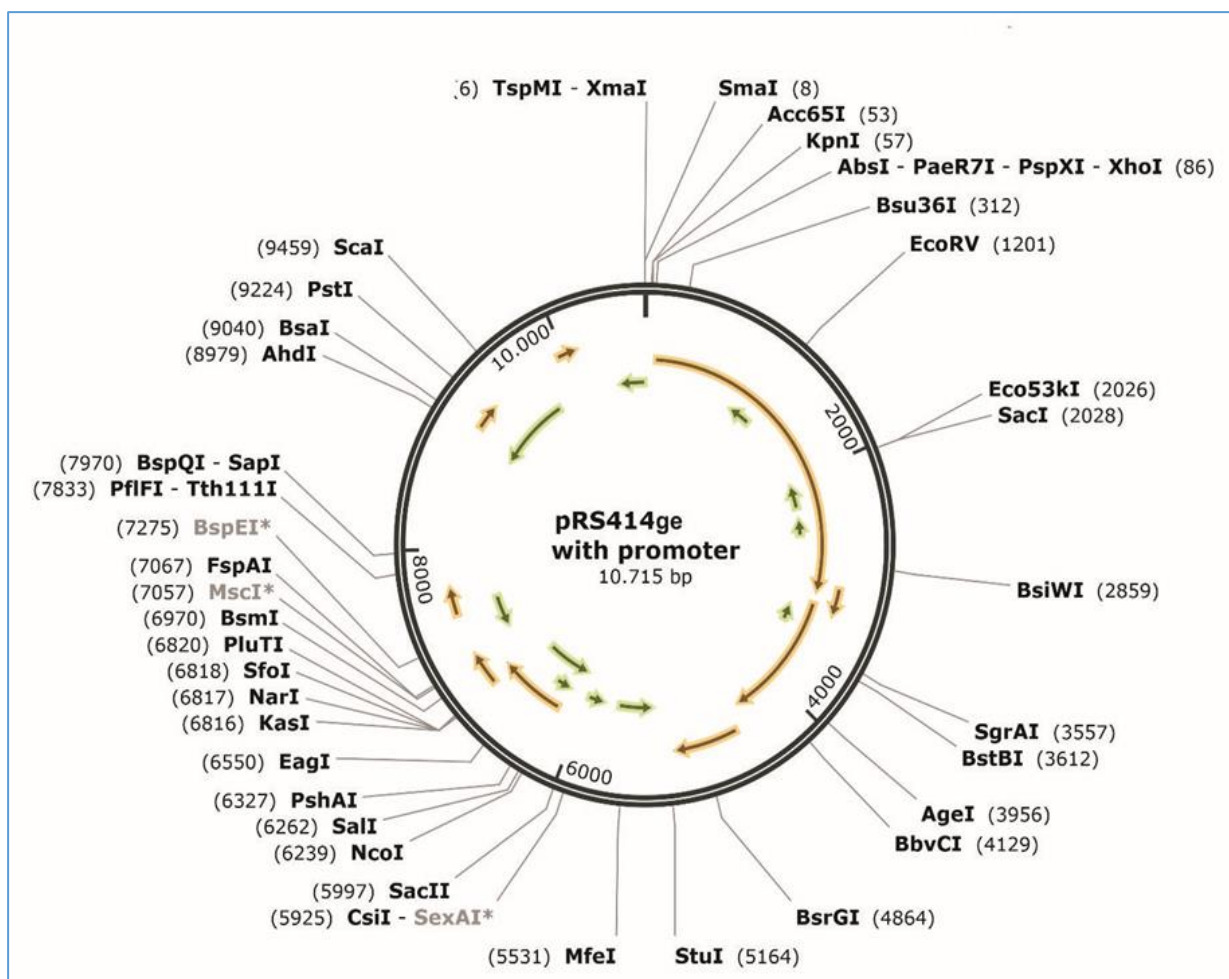 (6) TspMI - XmaI
SmaI (8)
Acc65I (53)
KpnI (57)
AbsI - PaeR7I - PspXI - XhoI (86)
Bsu36I (312)
EcoRV (1201)
Eco53kI (2026)
SacI (2028)
BsiWI (2859)
SgrAI (3557)
BstBI (3612)
AgeI (3956)
BbvCI (4129)
BsrGI (4864)
StuI (5164)
(5531) MfeI
(5925) CsiI - SexAI*
(5997) SacII
(6239) NcoI
(6262) SalI
(6327) PshAI
(6550) EagI
(6816) KasI
(6817) NarI
(6818) SfoI
(6820) PluTI
(6970) BsmI
(7057) MscI*
(7067) FspAI
(7275) BspEI*
(7833) PflFI - Tth111I
(7970) BspQI - SapI
(8979) AhdI
(9040) BsaI
(9224) PstI
(9459) ScaI
2000
4000
6000
8000
10.000
pRS414ge
with promoter
10.715 bp